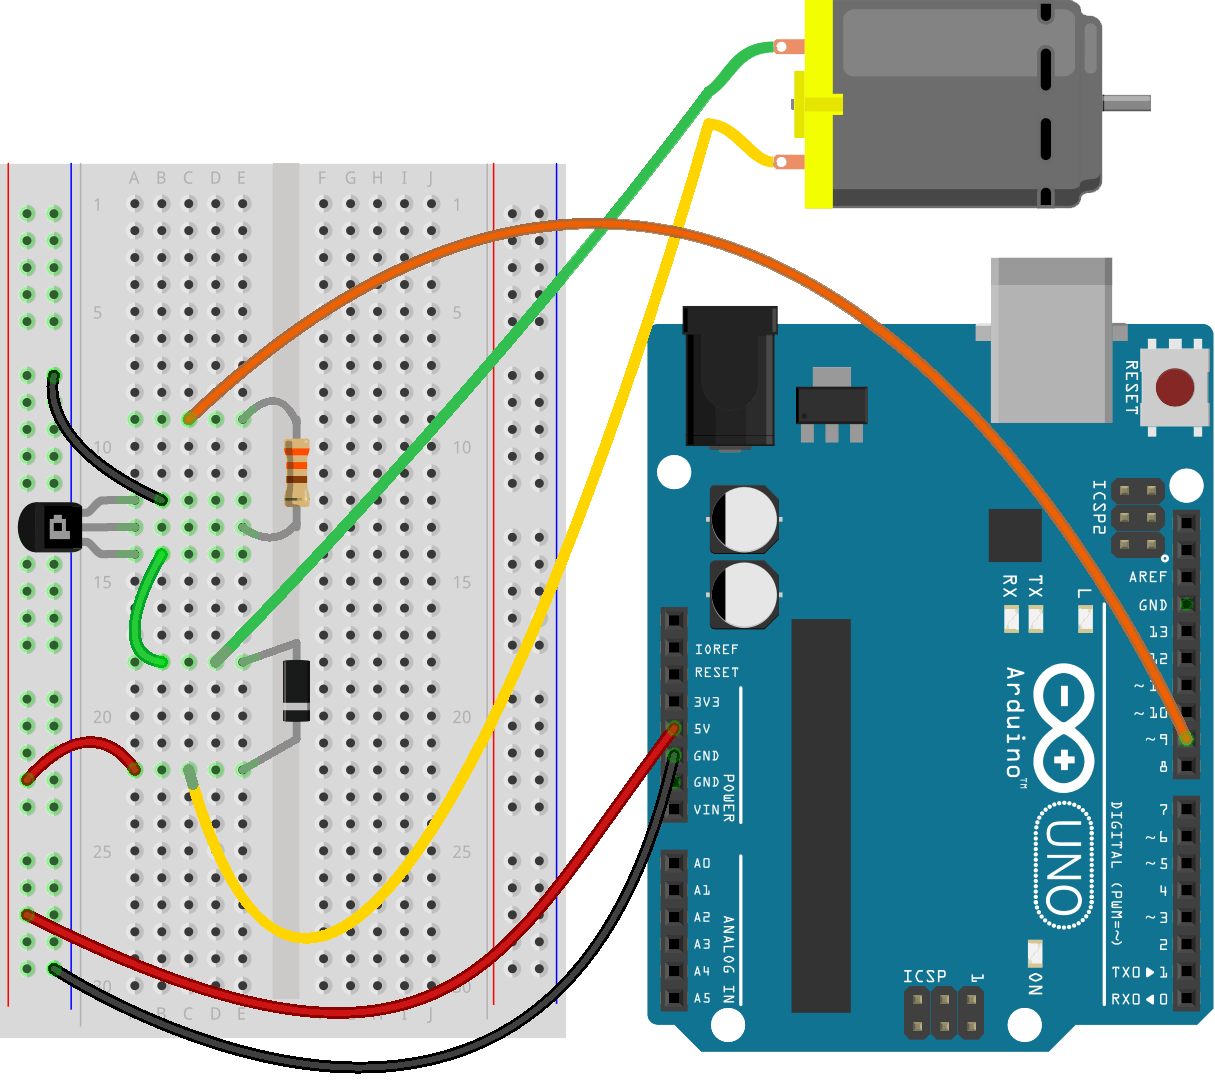 A B C D E F G H I J
1 1
5 5
10 10
15 15
20 20
25 25
30 30
A B C D E F G H I J
RESET
ICSP2
AREF
GND
13
12
~ 11
~ 10
~ 9
8
7
~ 6
~ 5
4
~ 3
2
TX0 ▶ 1
RX0 ◀ 0
RX TX L
IOREF
RESET
3V3
5V
GND
GND
VIN
POWER
A0
A1
A2
A3
A4
A5
ANALOG IN
Arduino™
UNO
DIGITAL (PWM=~)
ICSP 1
ON